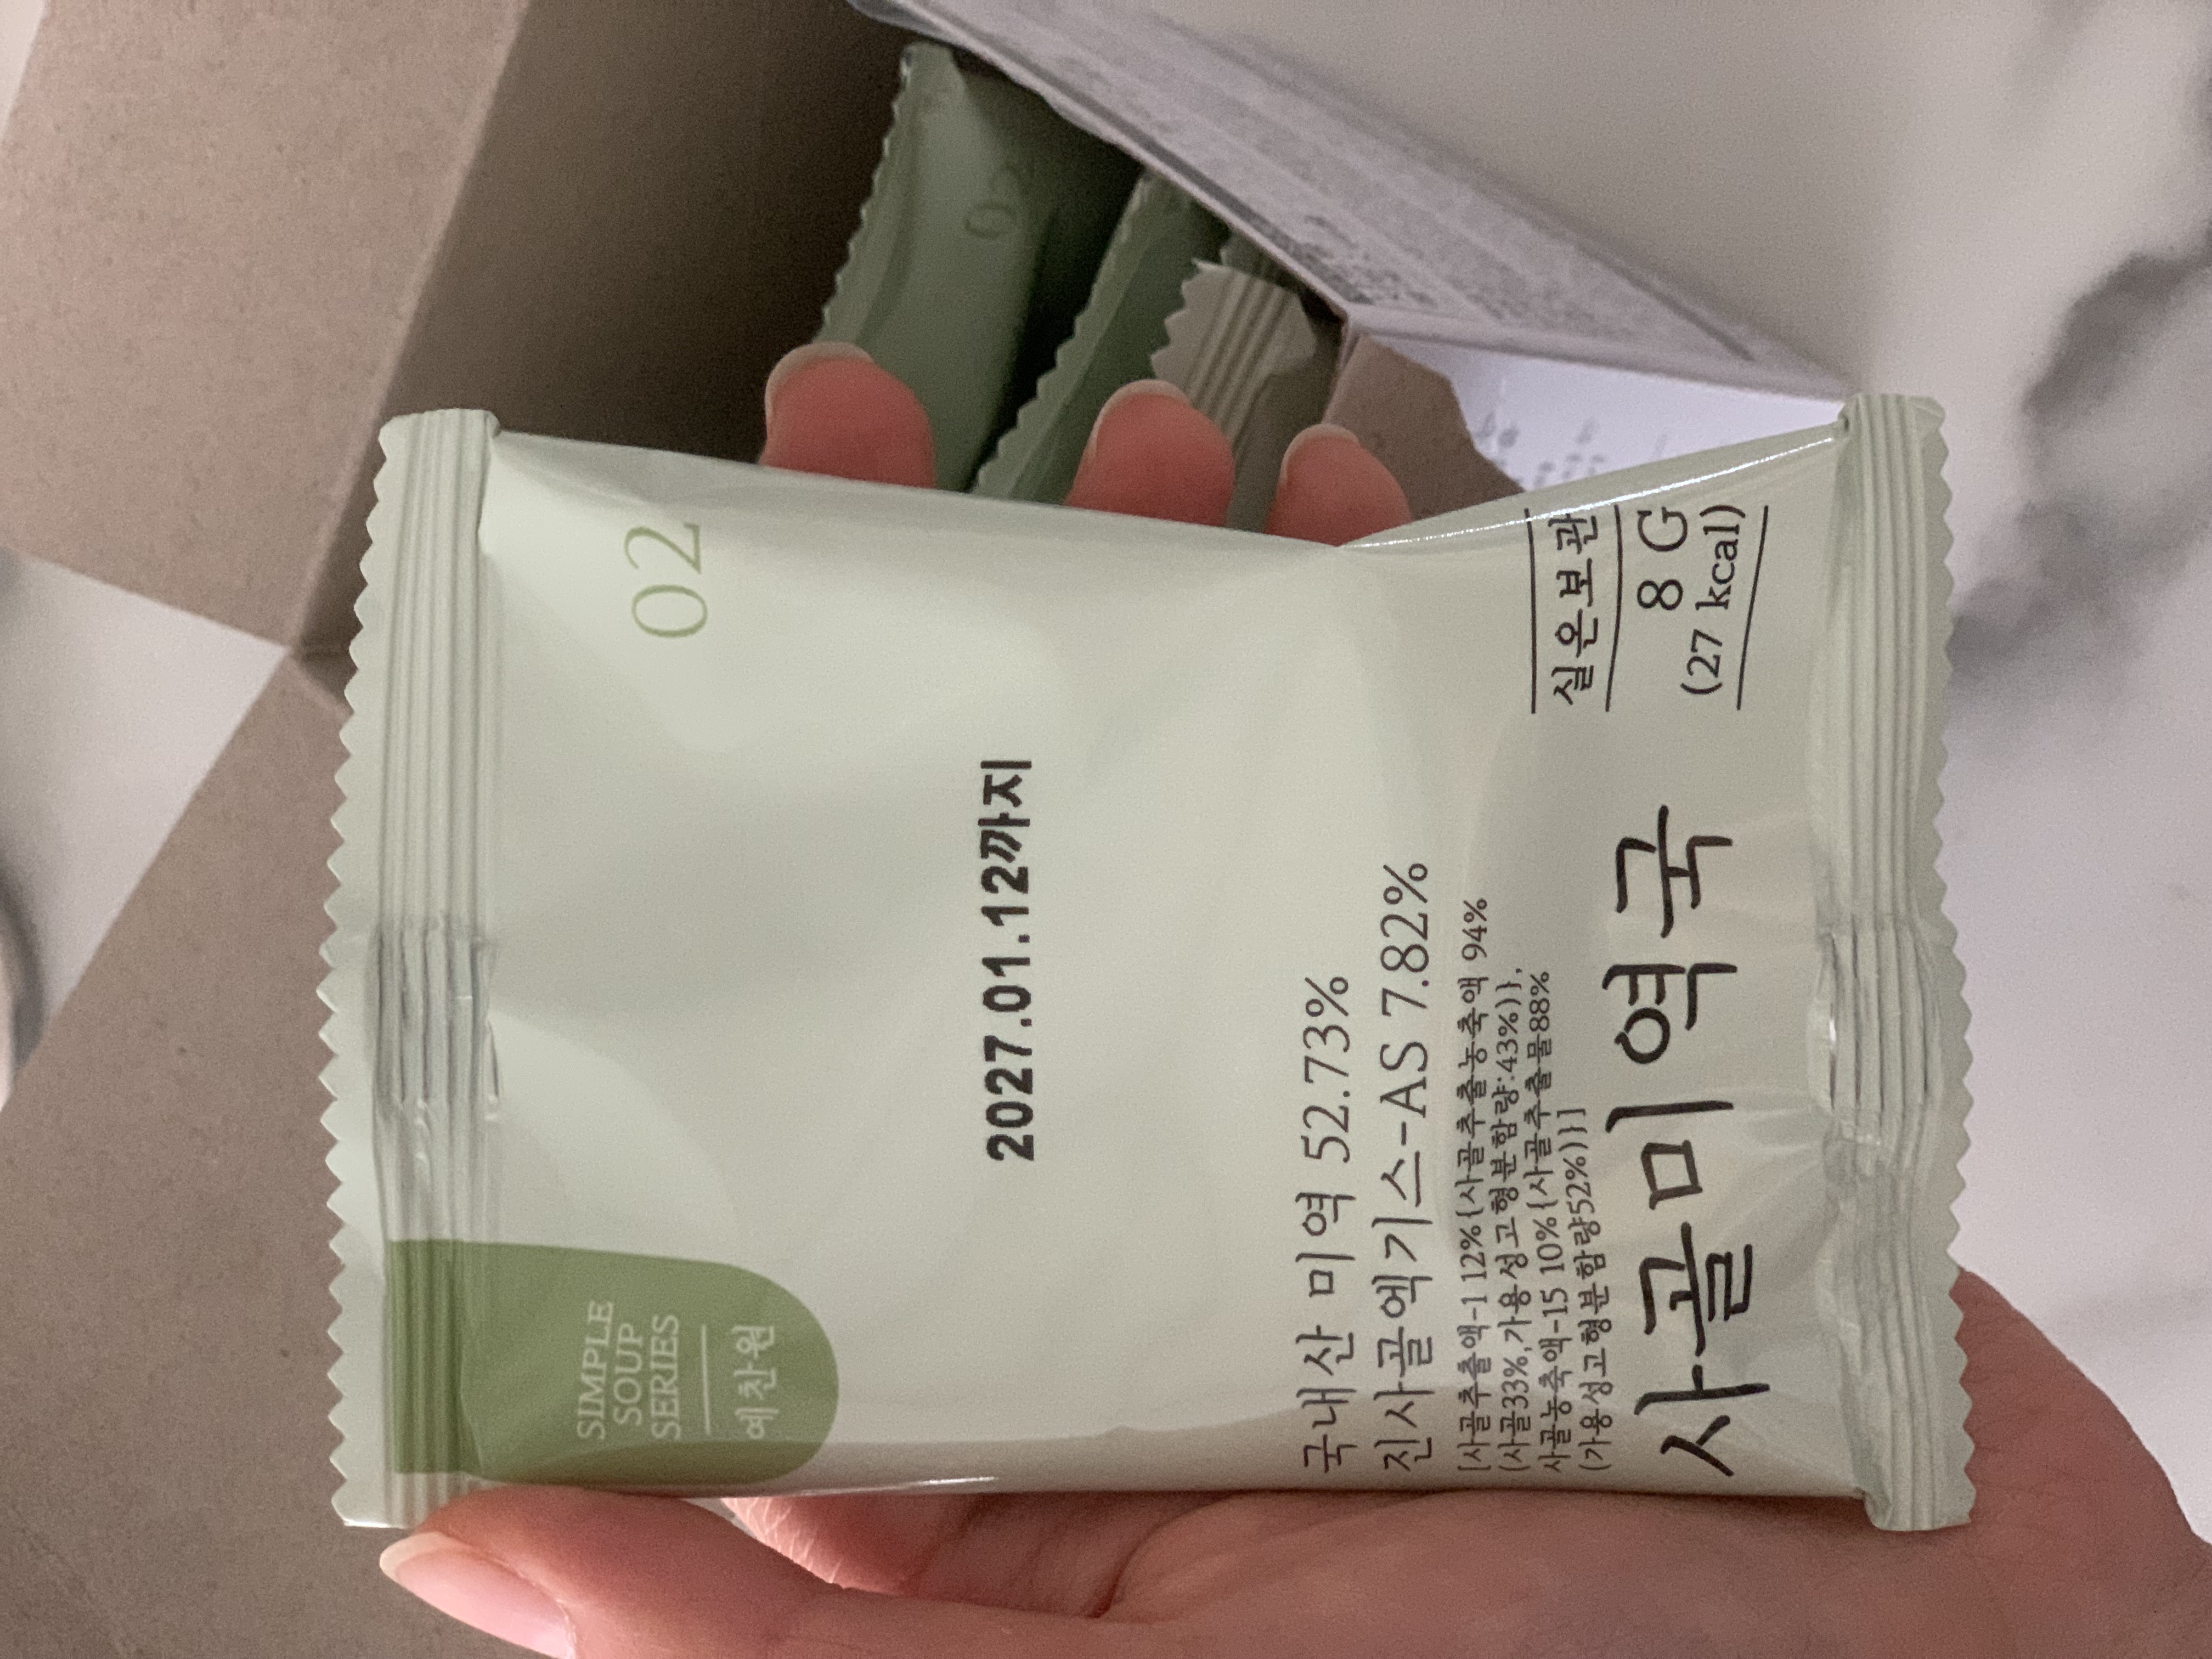 SIMPLE
SOUP
SERIES
예찬원
02
2027.01.12까지
국내산 미역 52.73%
진사골엑기스-AS 7.82%
[사골추출액-1 12%{사골추출농축액 94%
(사골33%,가용성고형분함량:43%)},
사골농축액-15 10%{사골추출물88%
(가용성고형분함량52%)}]
사골미역국
실온보관
8 G
(27 kcal)
02